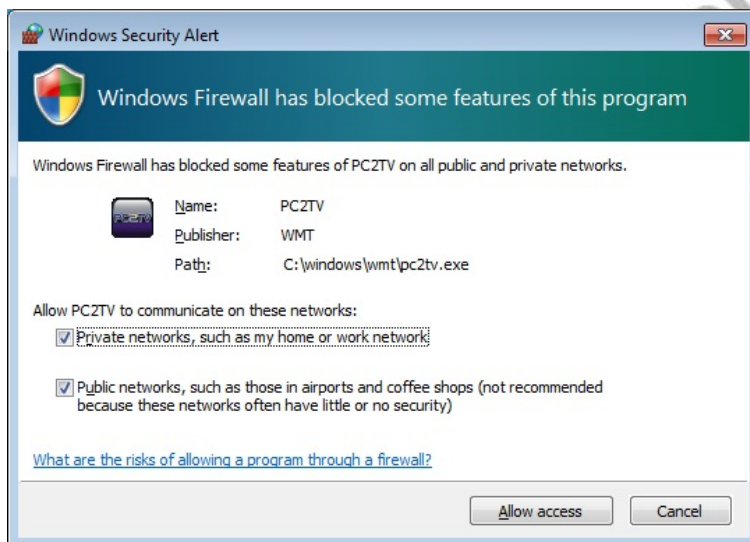 Windows Security Alert
Windows Firewall has blocked some features of this program
Windows Firewall has blocked some features of PC2TV on all public and private networks.
PC2TV
Name: PC2TV
Publisher: WMT
Path: C:\windows\wmt\pc2tv.exe
Allow PC2TV to communicate on these networks:
Private networks, such as my home or work network
Public networks, such as those in airports and coffee shops (not recommended
because these networks often have little or no security)
What are the risks of allowing a program through a firewall?
Allow access Cancel